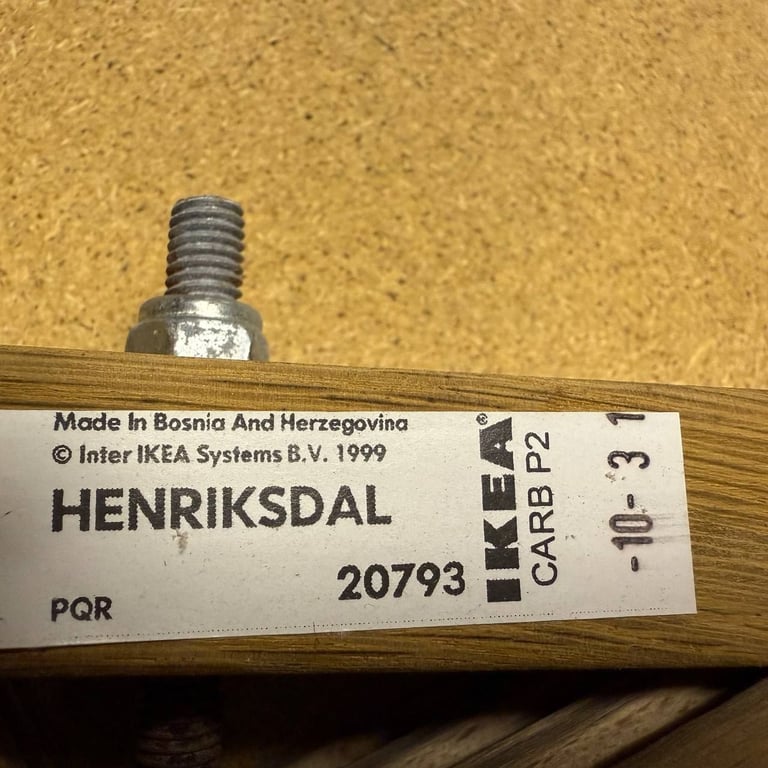 Made In Bosnia And Herzegovina
© Inter IKEA Systems B.V. 1999
HENRIKSDAL
20793
PQR
IKEA®
CARB P2
-10- 31